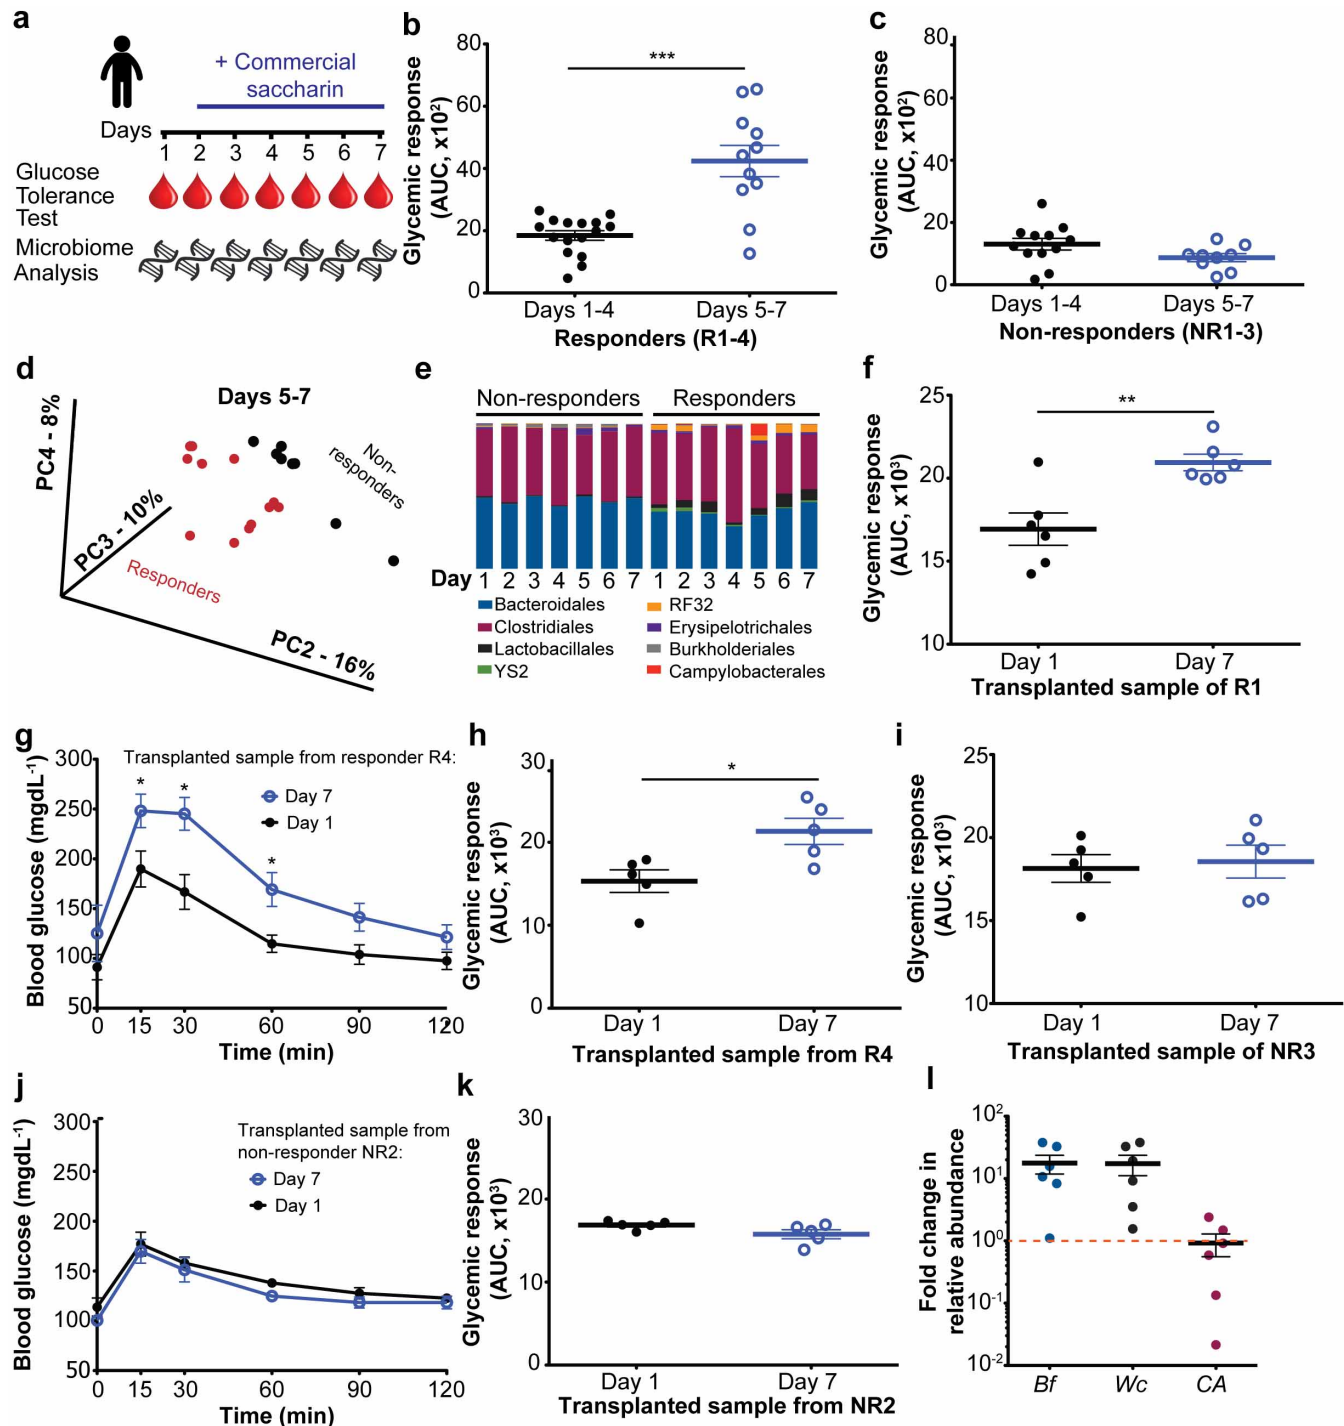 a
+ Commercial
saccharin
Days
1 2 3 4 5 6 7
Glucose
Tolerance
Test
Microbiome
Analysis
b
Glycemic response
(AUC, x10²)
80
60
40
20
0
***
Days 1-4
Days 5-7
Responders (R1-4)
c
Glycemic response
(AUC, x10²)
80
60
40
20
0
Days 1-4
Days 5-7
Non-responders (NR1-3)
d
Days 5-7
PC4 - 8%
PC3 - 10%
PC2 - 16%
Non-
responders
Responders
e
Non-responders
Responders
Day 1 2 3 4 5 6 7 1 2 3 4 5 6 7
Bacteroidales
Clostridiales
Lactobacillales
YS2
RF32
Erysipelotrichales
Burkholderiales
Campylobacterales
f
Glycemic response
(AUC, x10³)
25
20
15
10
**
Day 1
Day 7
Transplanted sample of R1
g
Blood glucose (mgdL⁻¹)
300
250
200
150
100
50
Transplanted sample from responder R4:
Day 7
Day 1
*
*
*
0 15 30 60 90 120
Time (min)
h
Glycemic response
(AUC, x10³)
30
20
10
0
*
Day 1
Day 7
Transplanted sample from R4
i
Glycemic response
(AUC, x10³)
25
20
15
10
Day 1
Day 7
Transplanted sample of NR3
j
Blood glucose (mgdL⁻¹)
300
250
200
150
100
50
Transplanted sample from
non-responder NR2:
Day 7
Day 1
0 15 30 60 90 120
Time (min)
k
Glycemic response
(AUC, x10³)
30
20
10
0
Day 1
Day 7
Transplanted sample from NR2
l
Fold change in
relative abundance
10²
10¹
10⁰
10⁻¹
10⁻²
Bf
Wc
CA